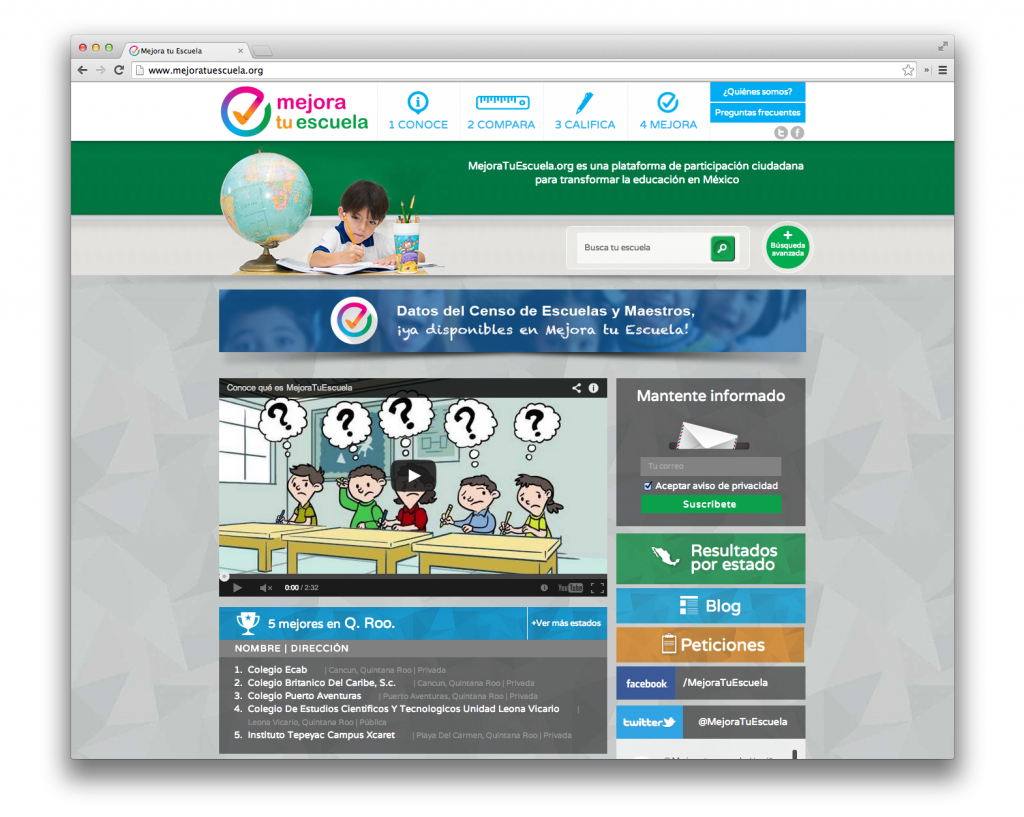 Mejora tu Escuela
www.mejoratuescuela.org
mejora
tu escuela
1 CONOCE
2 COMPARA
3 CALIFICA
4 MEJORA
¿Quiénes somos?
Preguntas frecuentes
MejoraTuEscuela.org es una plataforma de participación ciudadana
para transformar la educación en México
Busca tu escuela
+
Búsqueda
avanzada
Datos del Censo de Escuelas y Maestros,
¡ya disponibles en Mejora tu Escuela!
Conoce qué es MejoraTuEscuela
? ? ? ? ?
0:00 / 2:32
YouTube
5 mejores en Q. Roo.
+Ver más estados
NOMBRE | DIRECCIÓN
1. Colegio Ecab | Cancun, Quintana Roo | Privada
2. Colegio Britanico Del Caribe, S.c. | Cancun, Quintana Roo | Privada
3. Colegio Puerto Aventuras | Puerto Aventuras, Quintana Roo | Privada
4. Colegio De Estudios Cientificos Y Tecnologicos Unidad Leona Vicario |
Leona Vicario, Quintana Roo | Pública
5. Instituto Tepeyac Campus Xcaret | Playa Del Carmen, Quintana Roo | Privada
Mantente informado
Tu correo
Aceptar aviso de privacidad
Suscríbete
Resultados
por estado
Blog
Peticiones
facebook /MejoraTuEscuela
twitter @MejoraTuEscuela